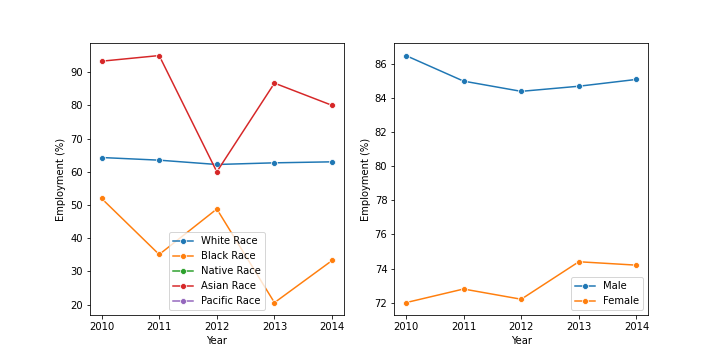 90
80
70
60
50
40
30
20
Employment (%)
2010 2011 2012 2013 2014
Year
White Race
Black Race
Native Race
Asian Race
Pacific Race
86
84
82
80
78
76
74
72
Employment (%)
2010 2011 2012 2013 2014
Year
Male
Female